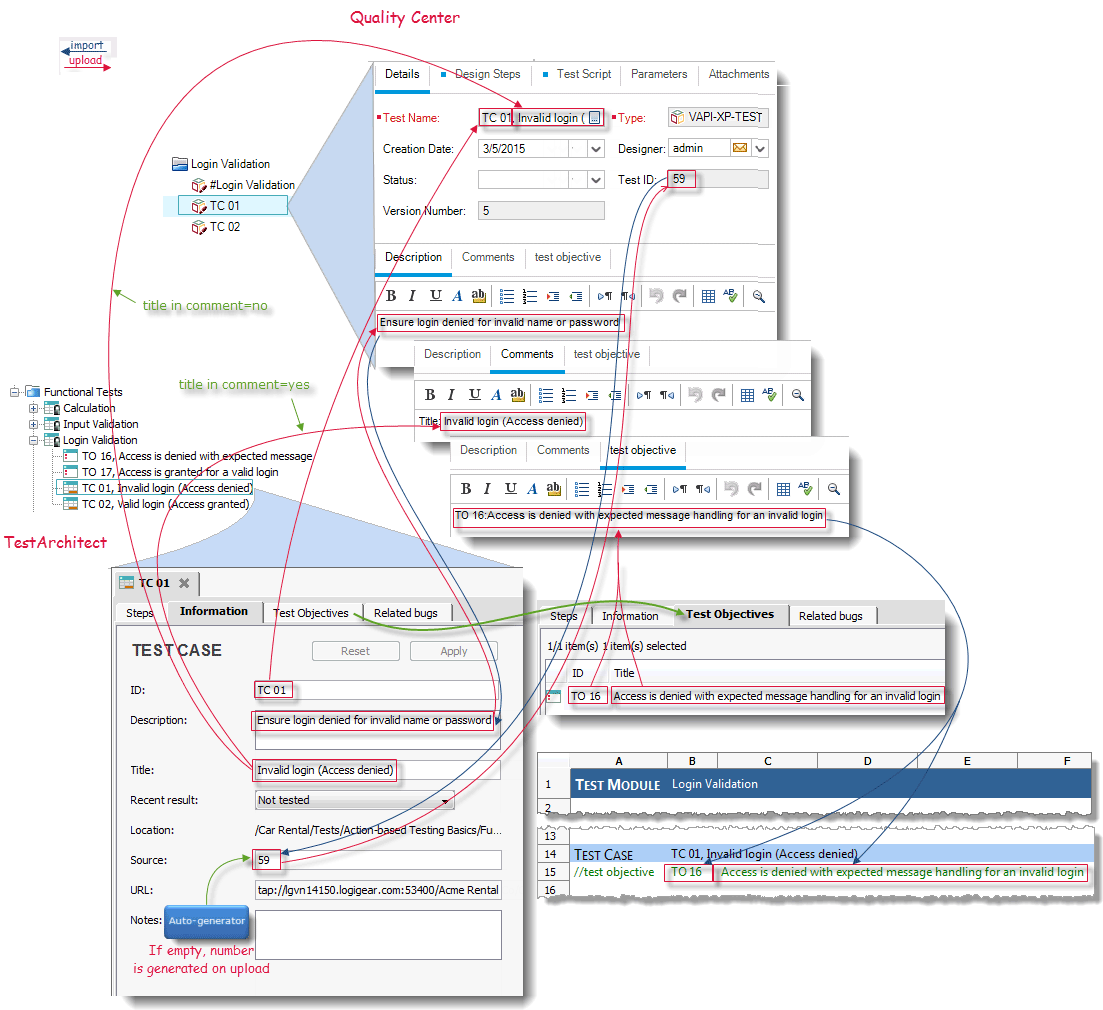 Quality Center
import
upload
Details
Design Steps
Test Script
Parameters
Attachments
Test Name:
TC 01, Invalid login (
...
Type:
VAPI-XP-TEST
Creation Date:
3/5/2015
Designer:
admin
Status:
Test ID:
59
Version Number:
5
Login Validation
#Login Validation
TC 01
TC 02
Description
Comments
test objective
B I U A ab
Ensure login denied for invalid name or password
title in comment=no
Description
Comments
test objective
B I U A ab
Title: Invalid login (Access denied)
title in comment=yes
Description
Comments
test objective
B I U A ab
TO 16:Access is denied with expected message handling for an invalid login
Functional Tests
Calculation
Input Validation
Login Validation
TO 16, Access is denied with expected message
TO 17, Access is granted for a valid login
TC 01, Invalid login (Access denied)
TC 02, Valid login (Access granted)
TestArchitect
TC 01
Steps
Information
Test Objectives
Related bugs
TEST CASE
Reset
Apply
ID:
TC 01
Description:
Ensure login denied for invalid name or password
Title:
Invalid login (Access denied)
Recent result:
Not tested
Location:
/Car Rental/Tests/Action-based Testing Basics/Fu...
Source:
59
URL:
tap://lgvn14150.logigear.com:53400/Acme Rental
Notes:
Auto-generator
If empty, number
is generated on upload
Steps
Information
Test Objectives
Related bugs
1/1 item(s) 1 item(s) selected
ID
Title
TO 16
Access is denied with expected message handling for an invalid login
A B C D E F
1 TEST MODULE Login Validation
2
13
14 TEST CASE TC 01, Invalid login (Access denied)
15 //test objective TO 16 Access is denied with expected message handling for an invalid login
16